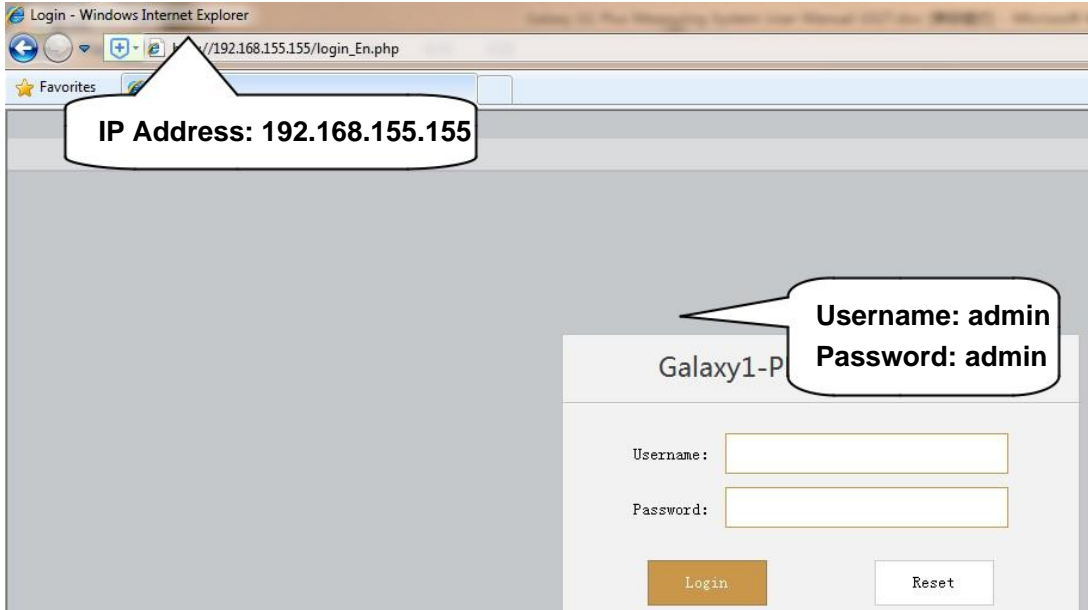 Login - Windows Internet Explorer
//192.168.155.155/login_En.php
Favorites
IP Address: 192.168.155.155
Username: admin
Password: admin
Galaxy1-P
Username:
Password:
Login
Reset